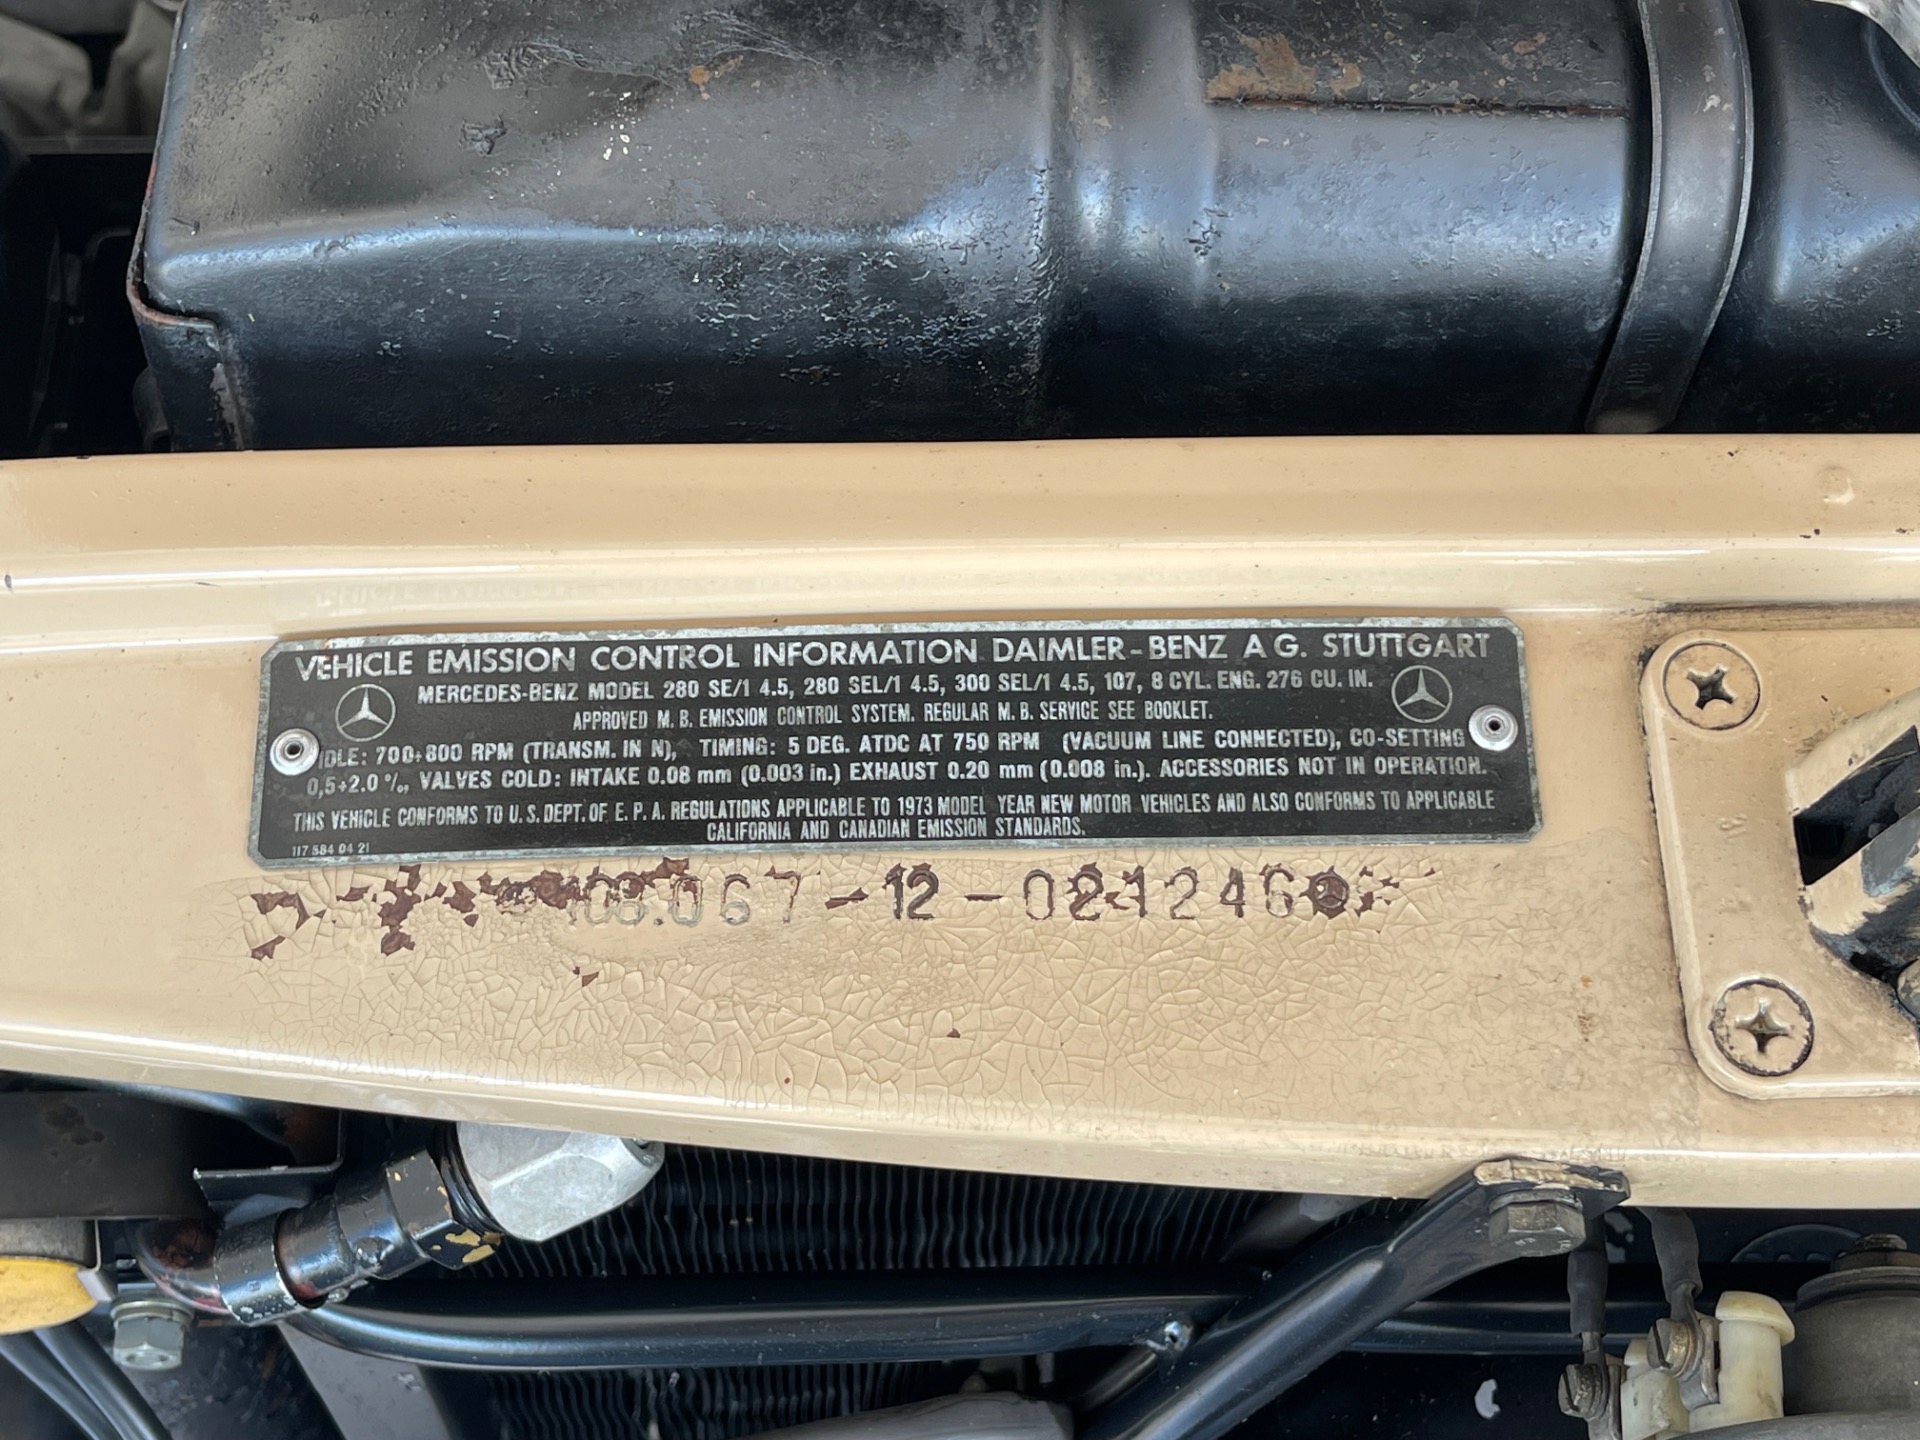 VEHICLE EMISSION CONTROL INFORMATION DAIMLER-BENZ A G. STUTTGART
MERCEDES-BENZ MODEL 280 SE/1 4.5, 280 SEL/1 4.5, 300 SEL/1 4.5, 107, 8 CYL. ENG. 276 CU. IN.
APPROVED M. B. EMISSION CONTROL SYSTEM. REGULAR M. B. SERVICE SEE BOOKLET.
IDLE: 700÷800 RPM (TRANSM. IN N), TIMING: 5 DEG. ATDC AT 750 RPM (VACUUM LINE CONNECTED), CO-SETTING
0,5÷2.0 %, VALVES COLD: INTAKE 0.08 mm (0.003 in.) EXHAUST 0.20 mm (0.008 in.). ACCESSORIES NOT IN OPERATION.
THIS VEHICLE CONFORMS TO U. S. DEPT. OF E. P. A. REGULATIONS APPLICABLE TO 1973 MODEL YEAR NEW MOTOR VEHICLES AND ALSO CONFORMS TO APPLICABLE
CALIFORNIA AND CANADIAN EMISSION STANDARDS.
117 584 04 21
108.067-12-021246